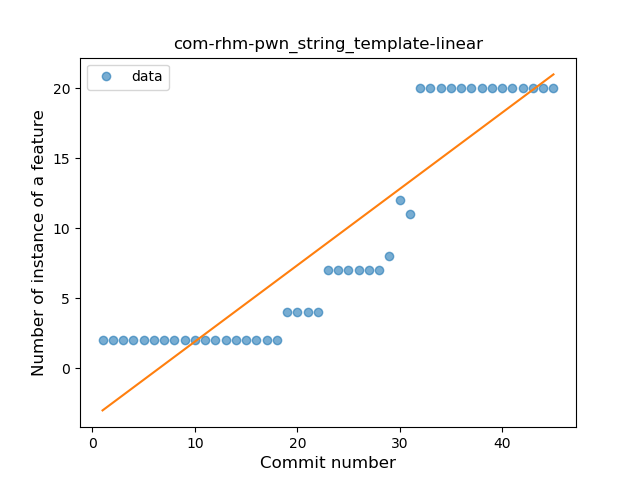 com-rhm-pwn_string_template-linear
data
Number of instance of a feature
20
15
10
5
0
0 10 20 30 40
Commit number